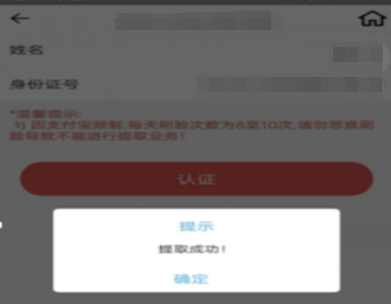 姓名
身份证号
*温馨提示:
1) 因支付宝限制,每天刷脸次数为8至10次,请勿恶意刷
脸导致不能进行提取业务!
认证
提示
提取成功!
确定